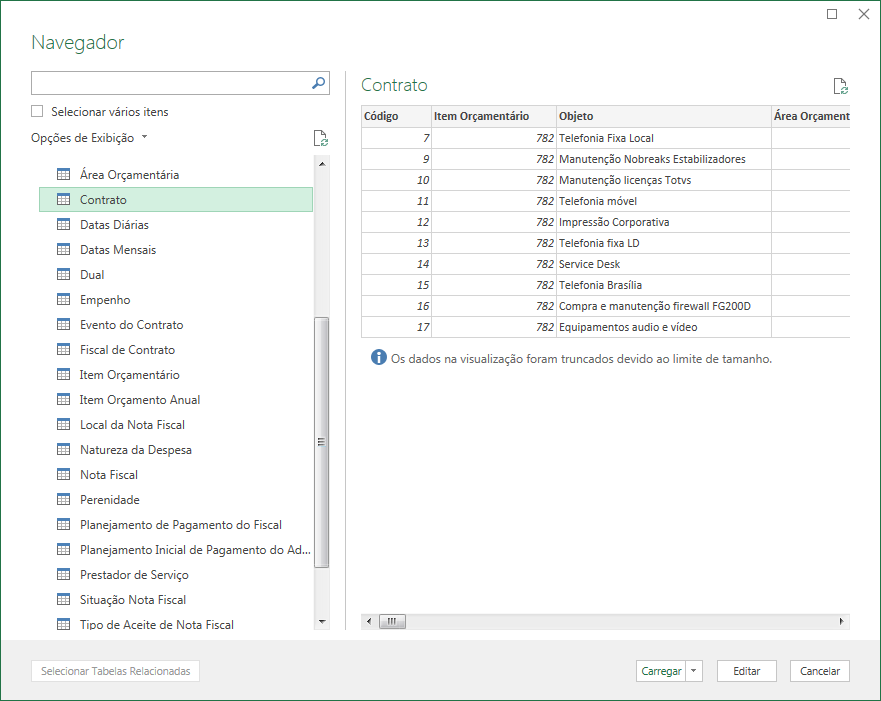 Navegador
Selecionar vários itens
Opções de Exibição
Área Orçamentária
Contrato
Datas Diárias
Datas Mensais
Dual
Empenho
Evento do Contrato
Fiscal de Contrato
Item Orçamentário
Item Orçamento Anual
Local da Nota Fiscal
Natureza da Despesa
Nota Fiscal
Perenidade
Planejamento de Pagamento do Fiscal
Planejamento Inicial de Pagamento do Ad...
Prestador de Serviço
Situação Nota Fiscal
Tipo de Aceite de Nota Fiscal
Contrato
Código Item Orçamentário Objeto Área Orçament
7 782 Telefonia Fixa Local
9 782 Manutenção Nobreaks Estabilizadores
10 782 Manutenção licenças Totvs
11 782 Telefonia móvel
12 782 Impressão Corporativa
13 782 Telefonia fixa LD
14 782 Service Desk
15 782 Telefonia Brasília
16 782 Compra e manutenção firewall FG200D
17 782 Equipamentos audio e vídeo
Os dados na visualização foram truncados devido ao limite de tamanho.
Selecionar Tabelas Relacionadas
Carregar
Editar
Cancelar